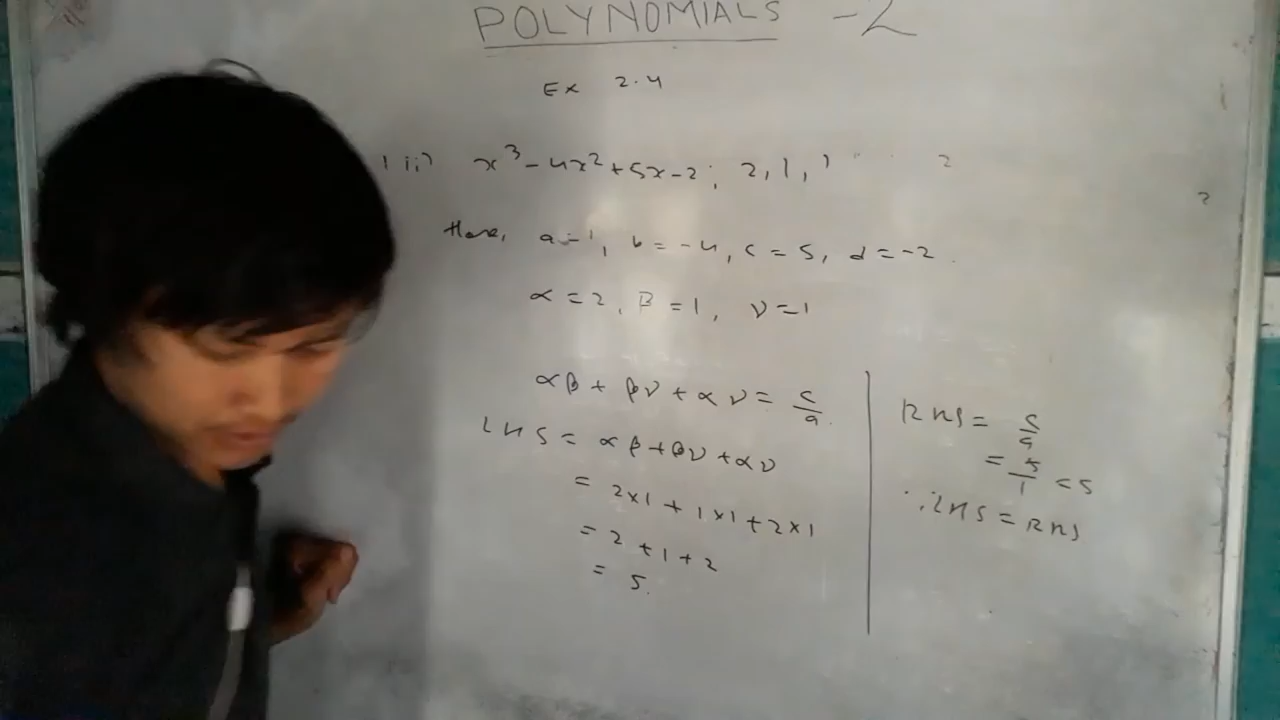 POLYNOMIALS - 2
Ex 2.4
1 ii) x³ - 4x² + 5x - 2; 2, 1, 1
Here, a = 1, b = -4, c = 5, d = -2.
α = 2, β = 1, γ = 1
αβ + βγ + αγ = c/a.
LHS = αβ + βγ + αγ
= 2×1 + 1×1 + 2×1
= 2 + 1 + 2
= 5.
RHS = c/a
= 5/1 = 5
∴ LHS = RHS